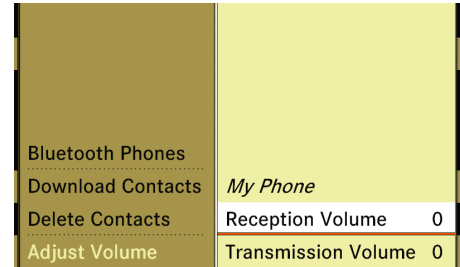 Bluetooth Phones
Download Contacts
Delete Contacts
Adjust Volume
My Phone
Reception Volume 0
Transmission Volume 0